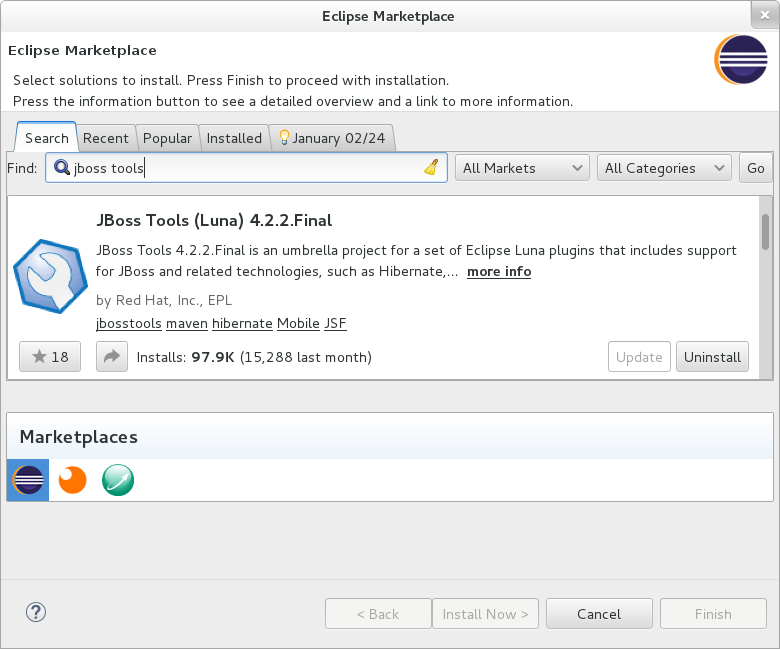 Eclipse Marketplace
Eclipse Marketplace
Select solutions to install. Press Finish to proceed with installation.
Press the information button to see a detailed overview and a link to more information.
Search Recent Popular Installed January 02/24
Find: jboss tools All Markets All Categories Go
JBoss Tools (Luna) 4.2.2.Final
JBoss Tools 4.2.2.Final is an umbrella project for a set of Eclipse Luna plugins that includes support
for JBoss and related technologies, such as Hibernate,... more info
by Red Hat, Inc., EPL
jbosstools maven hibernate Mobile JSF
18 Installs: 97.9K (15,288 last month) Update Uninstall
Marketplaces
? < Back Install Now > Cancel Finish